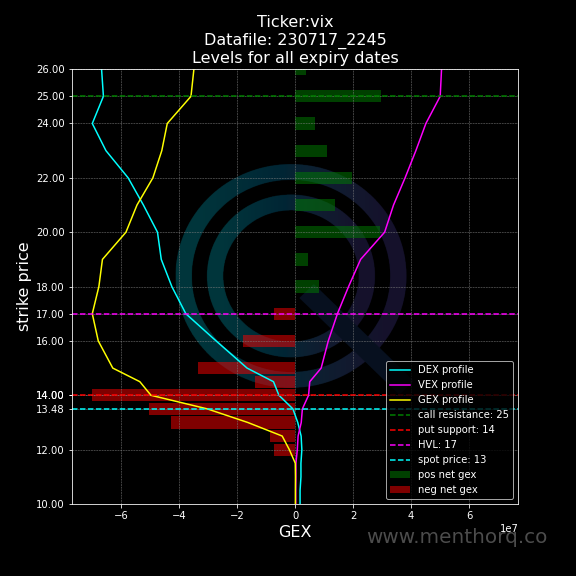 Ticker:vix
Datafile: 230717_2245
Levels for all expiry dates
26.00
25.00
24.00
22.00
20.00
18.00
17.00
16.00
14.00
13.48
12.00
10.00
strike price
−6
−4
−2
0
2
4
6
1e7
GEX
DEX profile
VEX profile
GEX profile
call resistance: 25
put support: 14
HVL: 17
spot price: 13
pos net gex
neg net gex
www.menthorq.co